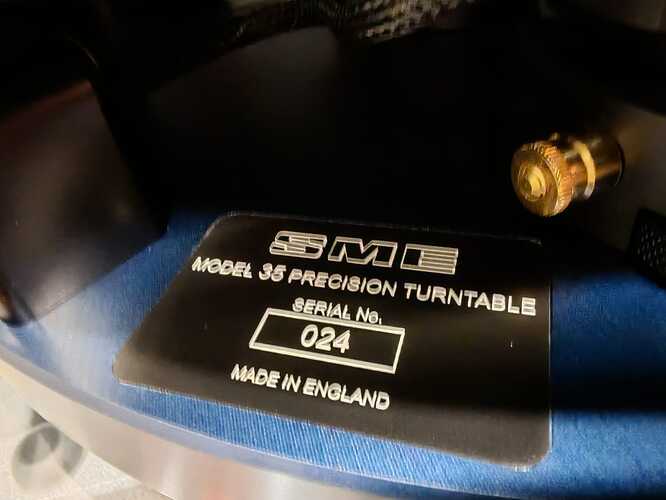 SME
MODEL 35 PRECISION TURNTABLE
SERIAL No.
024
MADE IN ENGLAND